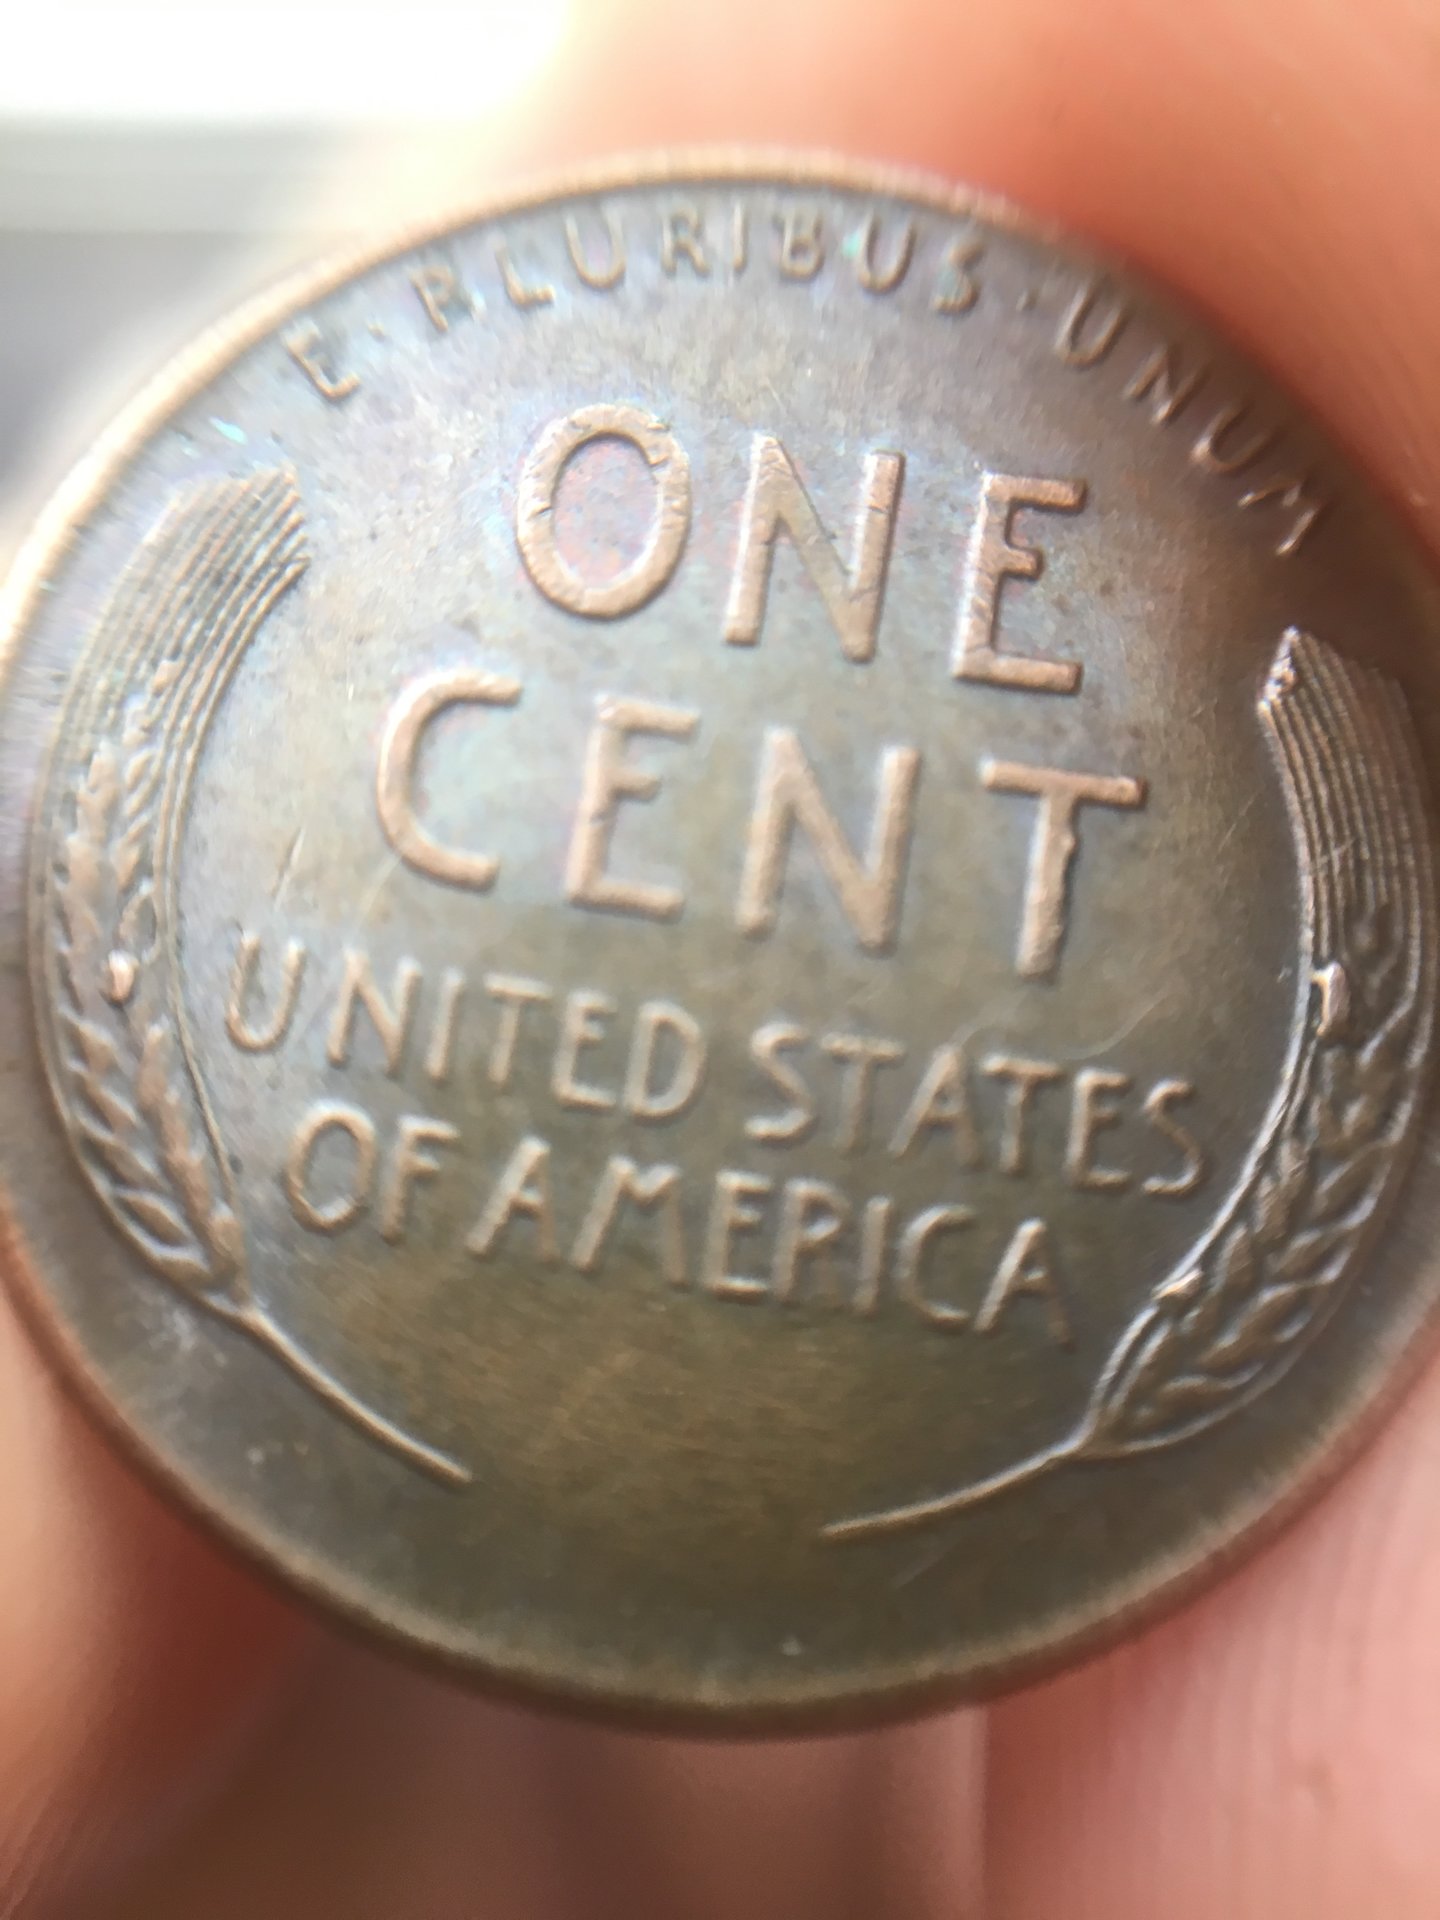 E·PLURIBUS·UNUM
ONE
CENT
UNITED STATES
OF AMERICA